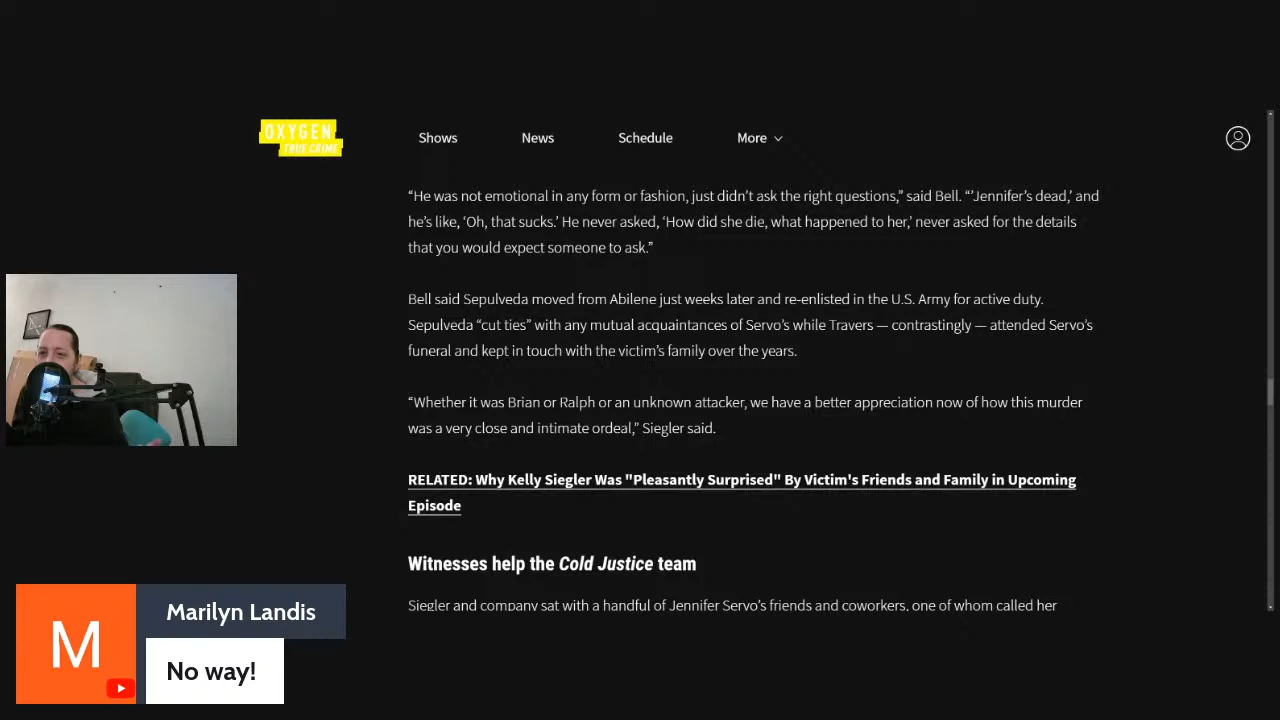 OXYGEN
TRUE CRIME
Shows
News
Schedule
More
“He was not emotional in any form or fashion, just didn’t ask the right questions,” said Bell. “’Jennifer’s dead,’ and
he’s like, ‘Oh, that sucks.’ He never asked, ‘How did she die, what happened to her,’ never asked for the details
that you would expect someone to ask.”
Bell said Sepulveda moved from Abilene just weeks later and re-enlisted in the U.S. Army for active duty.
Sepulveda “cut ties” with any mutual acquaintances of Servo’s while Travers — contrastingly — attended Servo’s
funeral and kept in touch with the victim’s family over the years.
“Whether it was Brian or Ralph or an unknown attacker, we have a better appreciation now of how this murder
was a very close and intimate ordeal,” Siegler said.
RELATED: Why Kelly Siegler Was "Pleasantly Surprised" By Victim's Friends and Family in Upcoming
Episode
Witnesses help the Cold Justice team
Siegler and company sat with a handful of Jennifer Servo’s friends and coworkers, one of whom called her
M
Marilyn Landis
No way!